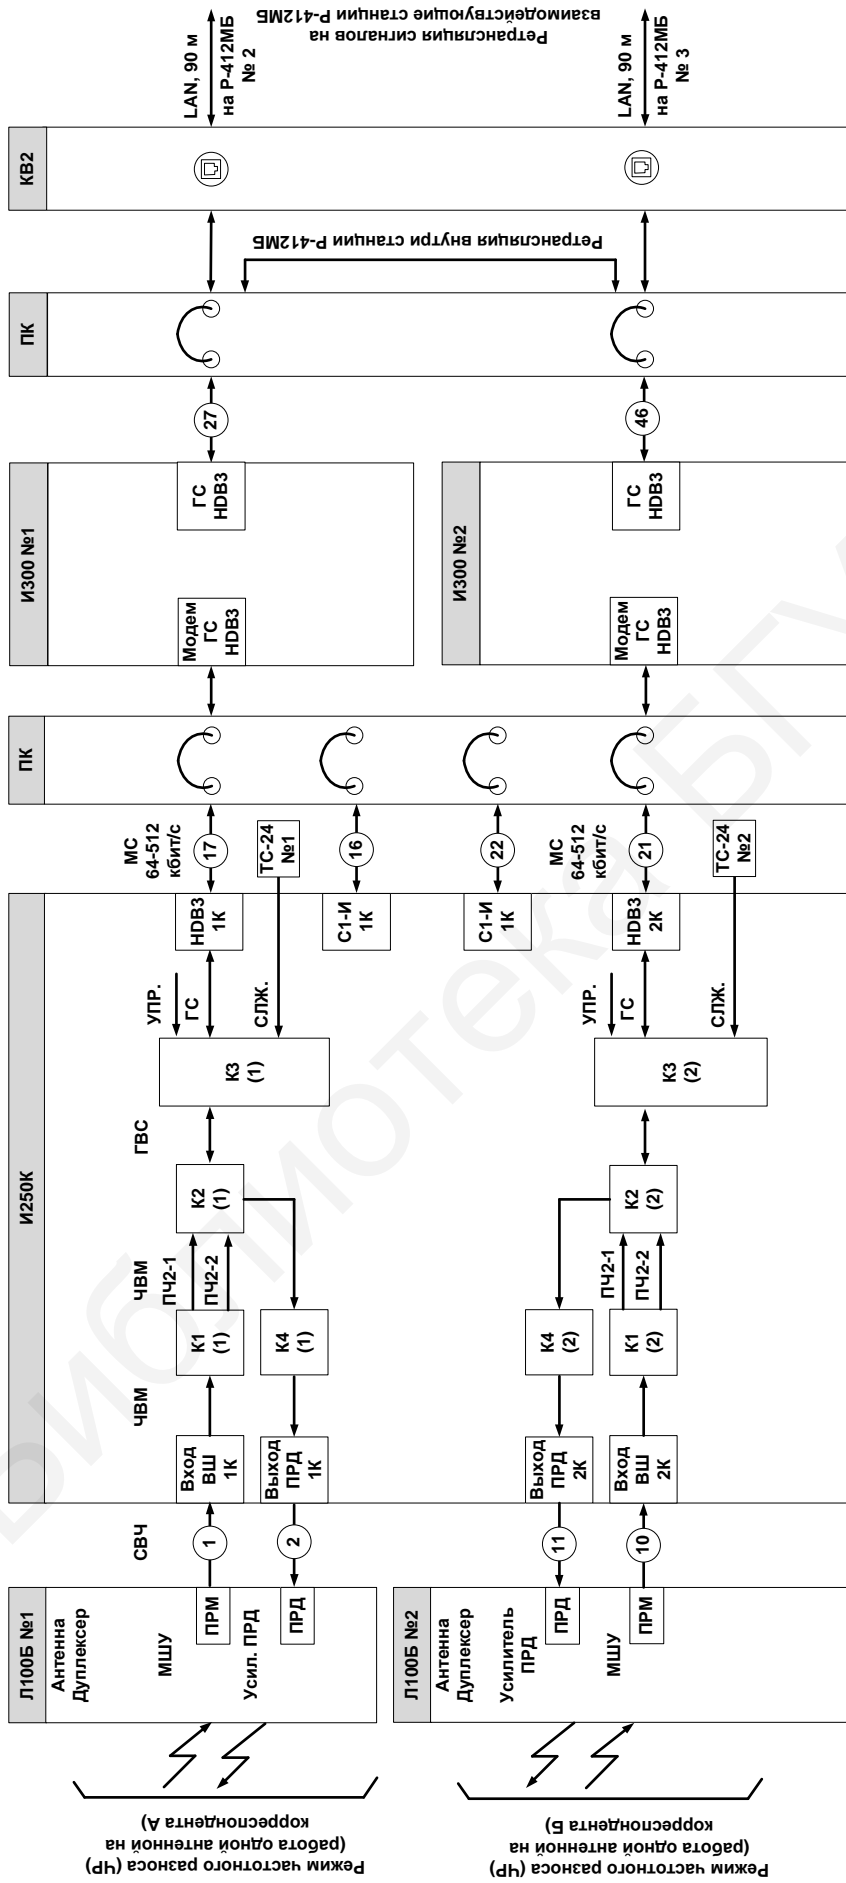 Режим частотного разноса (ЧР)
(работа одной антенной на
корреспондента А)
Режим частотного разноса (ЧР)
(работа одной антенной на
корреспондента Б)
Л100Б №1
Антенна
Дуплексер
МШУ
ПРМ
Усил. ПРД
ПРД
Л100Б №2
Антенна
Дуплексер
Усилитель
ПРД
ПРД
МШУ
ПРМ
СВЧ
1
2
11
10
И250К
ЧВМ
ЧВМ
ГВС
Вход
ВШ
1К
Выход
ПРД
1К
К1
(1)
К4
(1)
ПЧ2-1
ПЧ2-2
К2
(1)
К3
(1)
УПР.
ГС
СЛЖ.
HDB3
1К
С1-И
1К
С1-И
1К
HDB3
2К
Выход
ПРД
2К
Вход
ВШ
2К
К4
(2)
К1
(2)
ПЧ2-1
ПЧ2-2
К2
(2)
К3
(2)
УПР.
ГС
СЛЖ.
МС
64-512
кбит/с
17
ТС-24
№1
16
22
МС
64-512
кбит/с
21
ТС-24
№2
ПК
И300 №1
Модем
ГС
HDB3
ГС
HDB3
И300 №2
Модем
ГС
HDB3
ГС
HDB3
27
46
ПК
Ретрансляция внутри станции Р-412МБ
КВ2
LAN, 90 м
на Р-412МБ
№ 2
LAN, 90 м
на Р-412МБ
№ 3
Ретрансляция сигналов на
взаимодействующие станции Р-412МБ
Библиотека БГУ